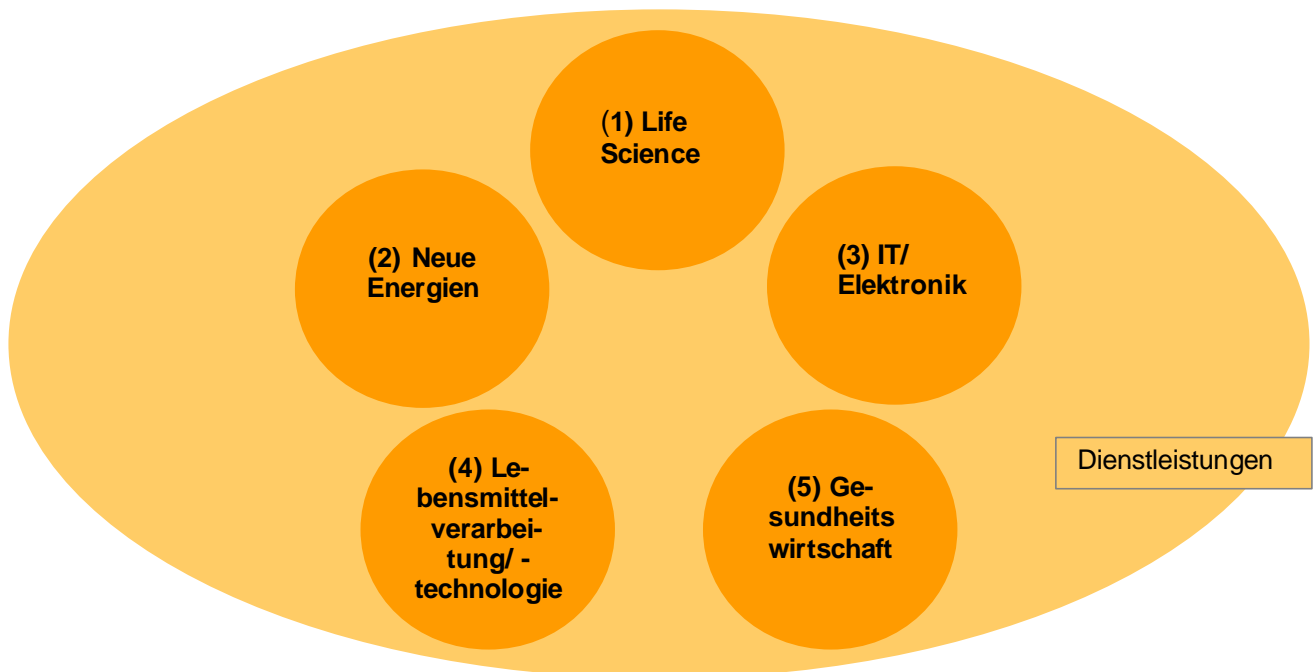 (1) Life
Science
(2) Neue
Energien
(3) IT/
Elektronik
(4) Le-
bensmittel-
verarbei-
tung/ -
technologie
(5) Ge-
sundheits
wirtschaft
Dienstleistungen